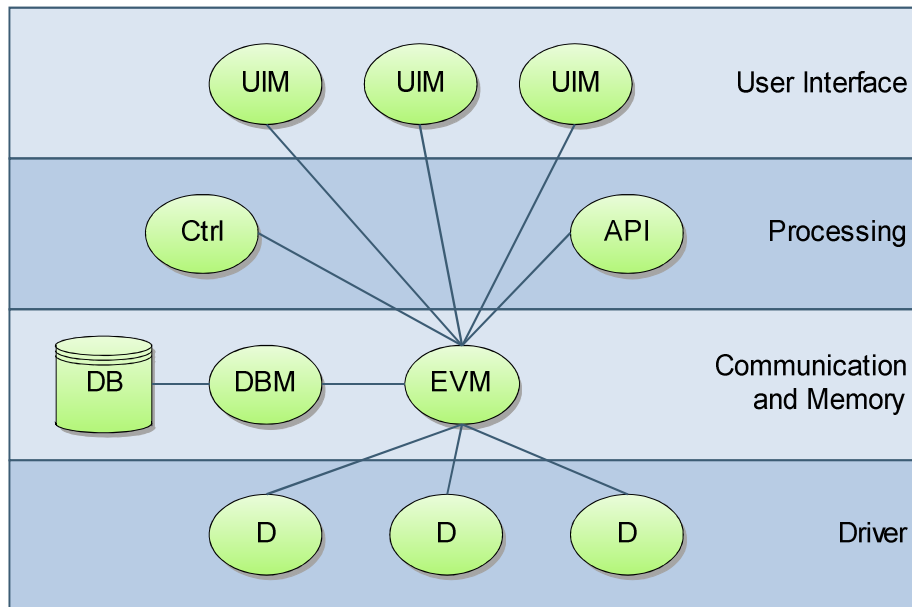 UIM
UIM
UIM
User Interface
Ctrl
API
Processing
DB
DBM
EVM
Communication
and Memory
D
D
D
Driver